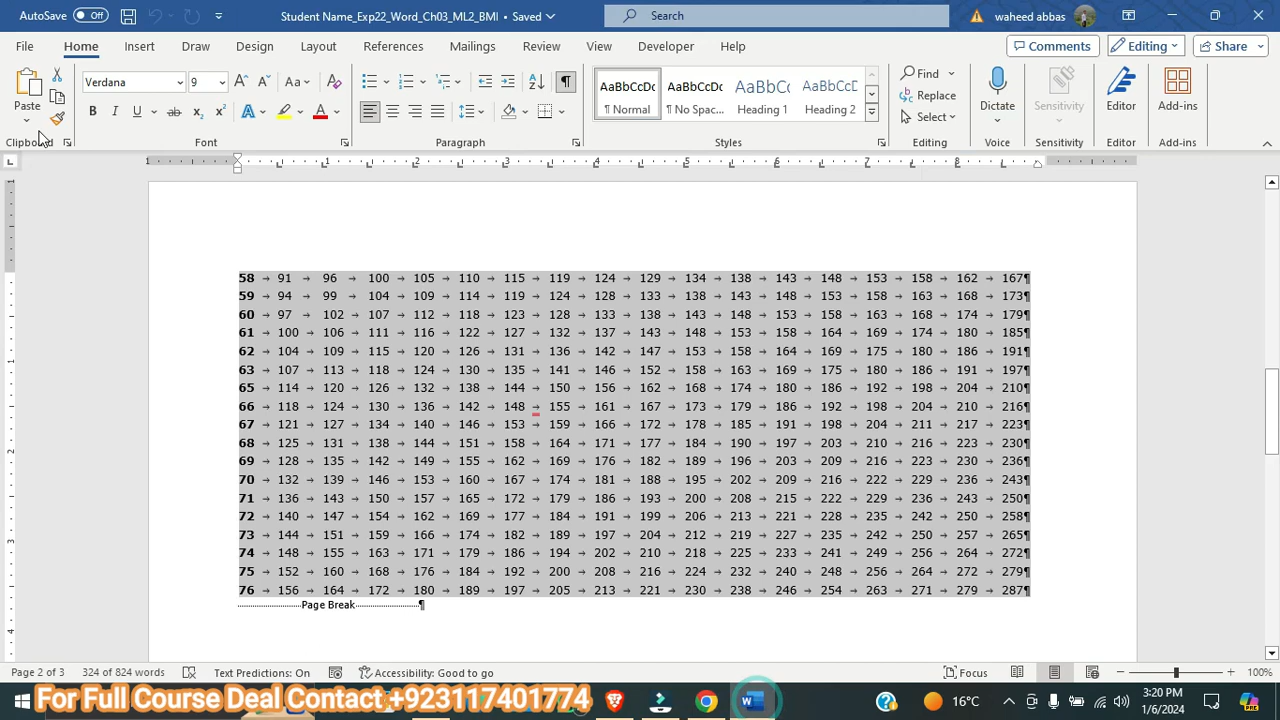 AutoSave Off Student Name_Exp22_Word_Ch03_ML2_BMI - Saved Search waheed abbas
File Home Insert Draw Design Layout References Mailings Review View Developer Help Comments Editing Share
Paste
Clipboard
Verdana 9 Aa
B I U ab x₂ x² A A
Font
Paragraph
AaBbCcDc AaBbCcDc AaBbCc AaBbCcDc
¶ Normal ¶ No Spac... Heading 1 Heading 2
Styles
Find
Replace
Select
Editing
Dictate
Voice
Sensitivity
Sensitivity
Editor
Add-ins
Add-ins
1 1 2 3 4 5 6 7 8 9
58 → 91 → 96 → 100 → 105 → 110 → 115 → 119 → 124 → 129 → 134 → 138 → 143 → 148 → 153 → 158 → 162 → 167¶
59 → 94 → 99 → 104 → 109 → 114 → 119 → 124 → 128 → 133 → 138 → 143 → 148 → 153 → 158 → 163 → 168 → 173¶
60 → 97 → 102 → 107 → 112 → 118 → 123 → 128 → 133 → 138 → 143 → 148 → 153 → 158 → 163 → 168 → 174 → 179¶
61 → 100 → 106 → 111 → 116 → 122 → 127 → 132 → 137 → 143 → 148 → 153 → 158 → 164 → 169 → 174 → 180 → 185¶
62 → 104 → 109 → 115 → 120 → 126 → 131 → 136 → 142 → 147 → 153 → 158 → 164 → 169 → 175 → 180 → 186 → 191¶
63 → 107 → 113 → 118 → 124 → 130 → 135 → 141 → 146 → 152 → 158 → 163 → 169 → 175 → 180 → 186 → 191 → 197¶
65 → 114 → 120 → 126 → 132 → 138 → 144 → 150 → 156 → 162 → 168 → 174 → 180 → 186 → 192 → 198 → 204 → 210¶
66 → 118 → 124 → 130 → 136 → 142 → 148 → 155 → 161 → 167 → 173 → 179 → 186 → 192 → 198 → 204 → 210 → 216¶
67 → 121 → 127 → 134 → 140 → 146 → 153 → 159 → 166 → 172 → 178 → 185 → 191 → 198 → 204 → 211 → 217 → 223¶
68 → 125 → 131 → 138 → 144 → 151 → 158 → 164 → 171 → 177 → 184 → 190 → 197 → 203 → 210 → 216 → 223 → 230¶
69 → 128 → 135 → 142 → 149 → 155 → 162 → 169 → 176 → 182 → 189 → 196 → 203 → 209 → 216 → 223 → 230 → 236¶
70 → 132 → 139 → 146 → 153 → 160 → 167 → 174 → 181 → 188 → 195 → 202 → 209 → 216 → 222 → 229 → 236 → 243¶
71 → 136 → 143 → 150 → 157 → 165 → 172 → 179 → 186 → 193 → 200 → 208 → 215 → 222 → 229 → 236 → 243 → 250¶
72 → 140 → 147 → 154 → 162 → 169 → 177 → 184 → 191 → 199 → 206 → 213 → 221 → 228 → 235 → 242 → 250 → 258¶
73 → 144 → 151 → 159 → 166 → 174 → 182 → 189 → 197 → 204 → 212 → 219 → 227 → 235 → 242 → 250 → 257 → 265¶
74 → 148 → 155 → 163 → 171 → 179 → 186 → 194 → 202 → 210 → 218 → 225 → 233 → 241 → 249 → 256 → 264 → 272¶
75 → 152 → 160 → 168 → 176 → 184 → 192 → 200 → 208 → 216 → 224 → 232 → 240 → 248 → 256 → 264 → 272 → 279¶
76 → 156 → 164 → 172 → 180 → 189 → 197 → 205 → 213 → 221 → 230 → 238 → 246 → 254 → 263 → 271 → 279 → 287¶
Page Break ¶
Page 2 of 3 324 of 824 words Text Predictions: On Accessibility: Good to go Focus 100%
For Full Course Deal Contact +923117401774 16°C 3:20 PM
1/6/2024